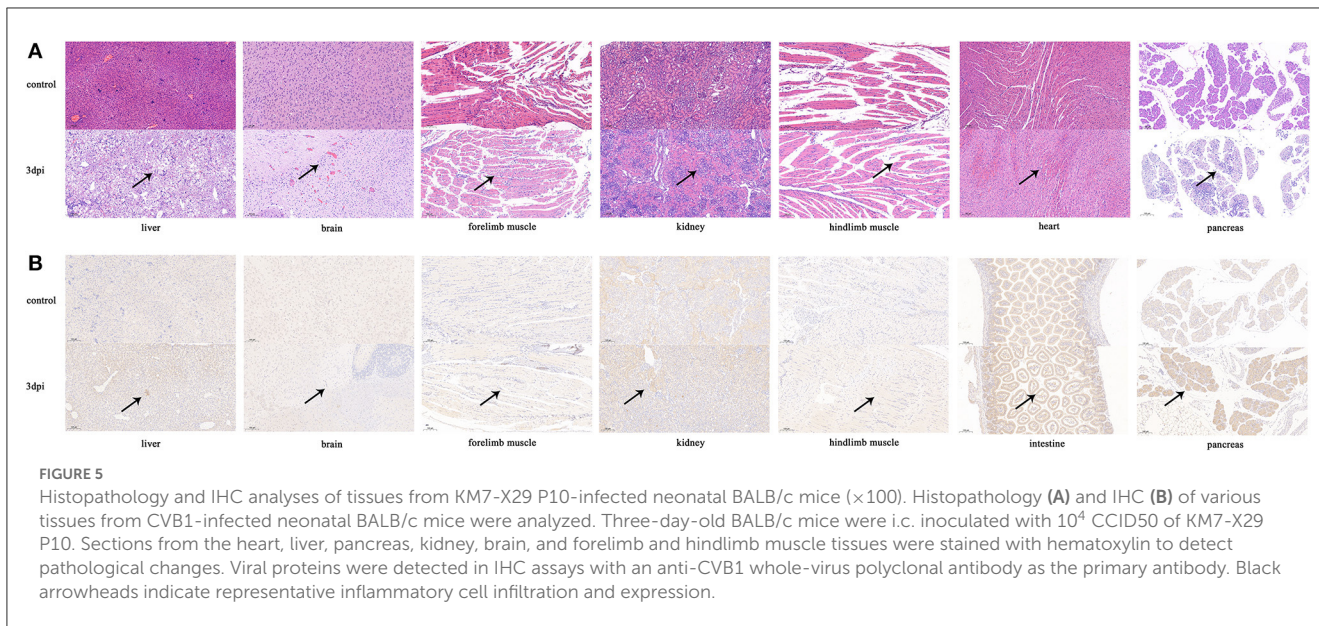 A
control
3dpi
liver brain forelimb muscle kidney hindlimb muscle heart pancreas
B
control
3dpi
liver brain forelimb muscle kidney hindlimb muscle intestine pancreas
FIGURE 5
Histopathology and IHC analyses of tissues from KM7-X29 P10-infected neonatal BALB/c mice (×100). Histopathology (A) and IHC (B) of various
tissues from CVB1-infected neonatal BALB/c mice were analyzed. Three-day-old BALB/c mice were i.c. inoculated with 10⁴ CCID50 of KM7-X29
P10. Sections from the heart, liver, pancreas, kidney, brain, and forelimb and hindlimb muscle tissues were stained with hematoxylin to detect
pathological changes. Viral proteins were detected in IHC assays with an anti-CVB1 whole-virus polyclonal antibody as the primary antibody. Black
arrowheads indicate representative inflammatory cell infiltration and expression.